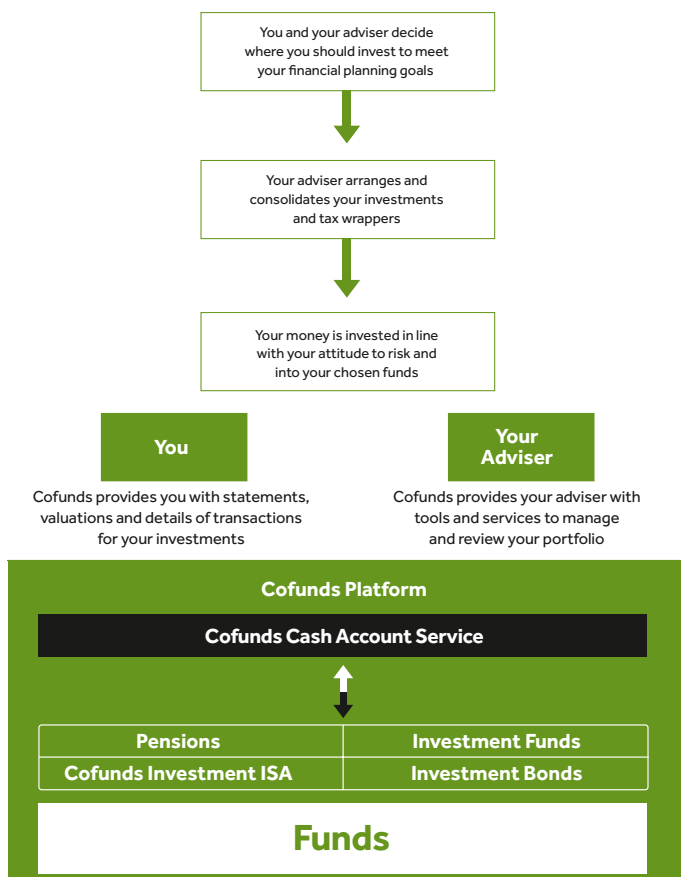 You and your adviser decide
where you should invest to meet
your financial planning goals
Your adviser arranges and
consolidates your investments
and tax wrappers
Your money is invested in line
with your attitude to risk and
into your chosen funds
You
Cofunds provides you with statements,
valuations and details of transactions
for your investments
Your
Adviser
Cofunds provides your adviser with
tools and services to manage
and review your portfolio
Cofunds Platform
Cofunds Cash Account Service
Pensions
Investment Funds
Cofunds Investment ISA
Investment Bonds
Funds